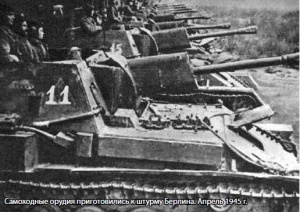 11
Самоходные орудия приготовились к штурму Берлина. Апрель 1945 г.